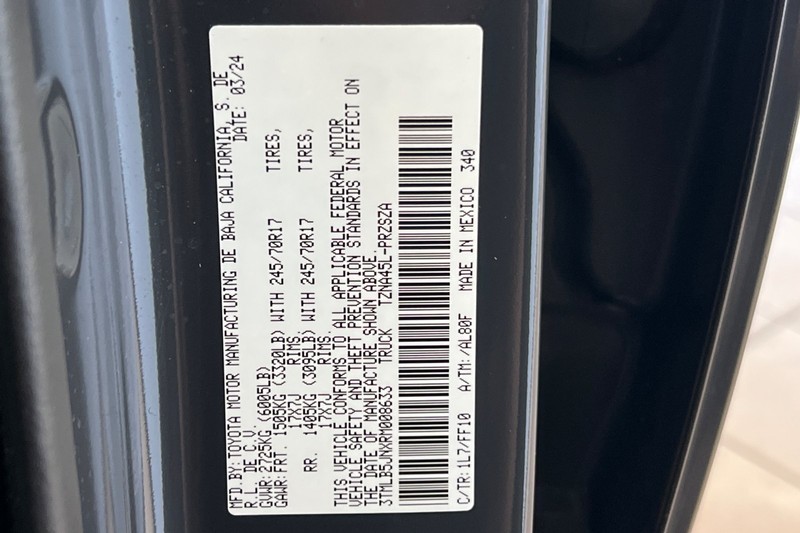 MFD.BY:TOYOTA MOTOR MANUFACTURING DE BAJA CALIFORNIA, S. DE
R.L. DE C.V. DATE: 03/24
GVWR:2725KG (6005LB)
GAWR:FRT. 1505KG (3320LB) WITH 245/70R17 TIRES,
17X7J RIMS
RR. 1405KG (3095LB) WITH 245/70R17 TIRES,
17X7J RIMS.
THIS VEHICLE CONFORMS TO ALL APPLICABLE FEDERAL MOTOR
VEHICLE SAFETY AND THEFT PREVENTION STANDARDS IN EFFECT ON
THE DATE OF MANUFACTURE SHOWN ABOVE.
3TMLB5JNXRM008633 TRUCK TZNA45L-PRZSZA
C/TR:1L7/FF10 A/TM:/AL80F MADE IN MEXICO 340